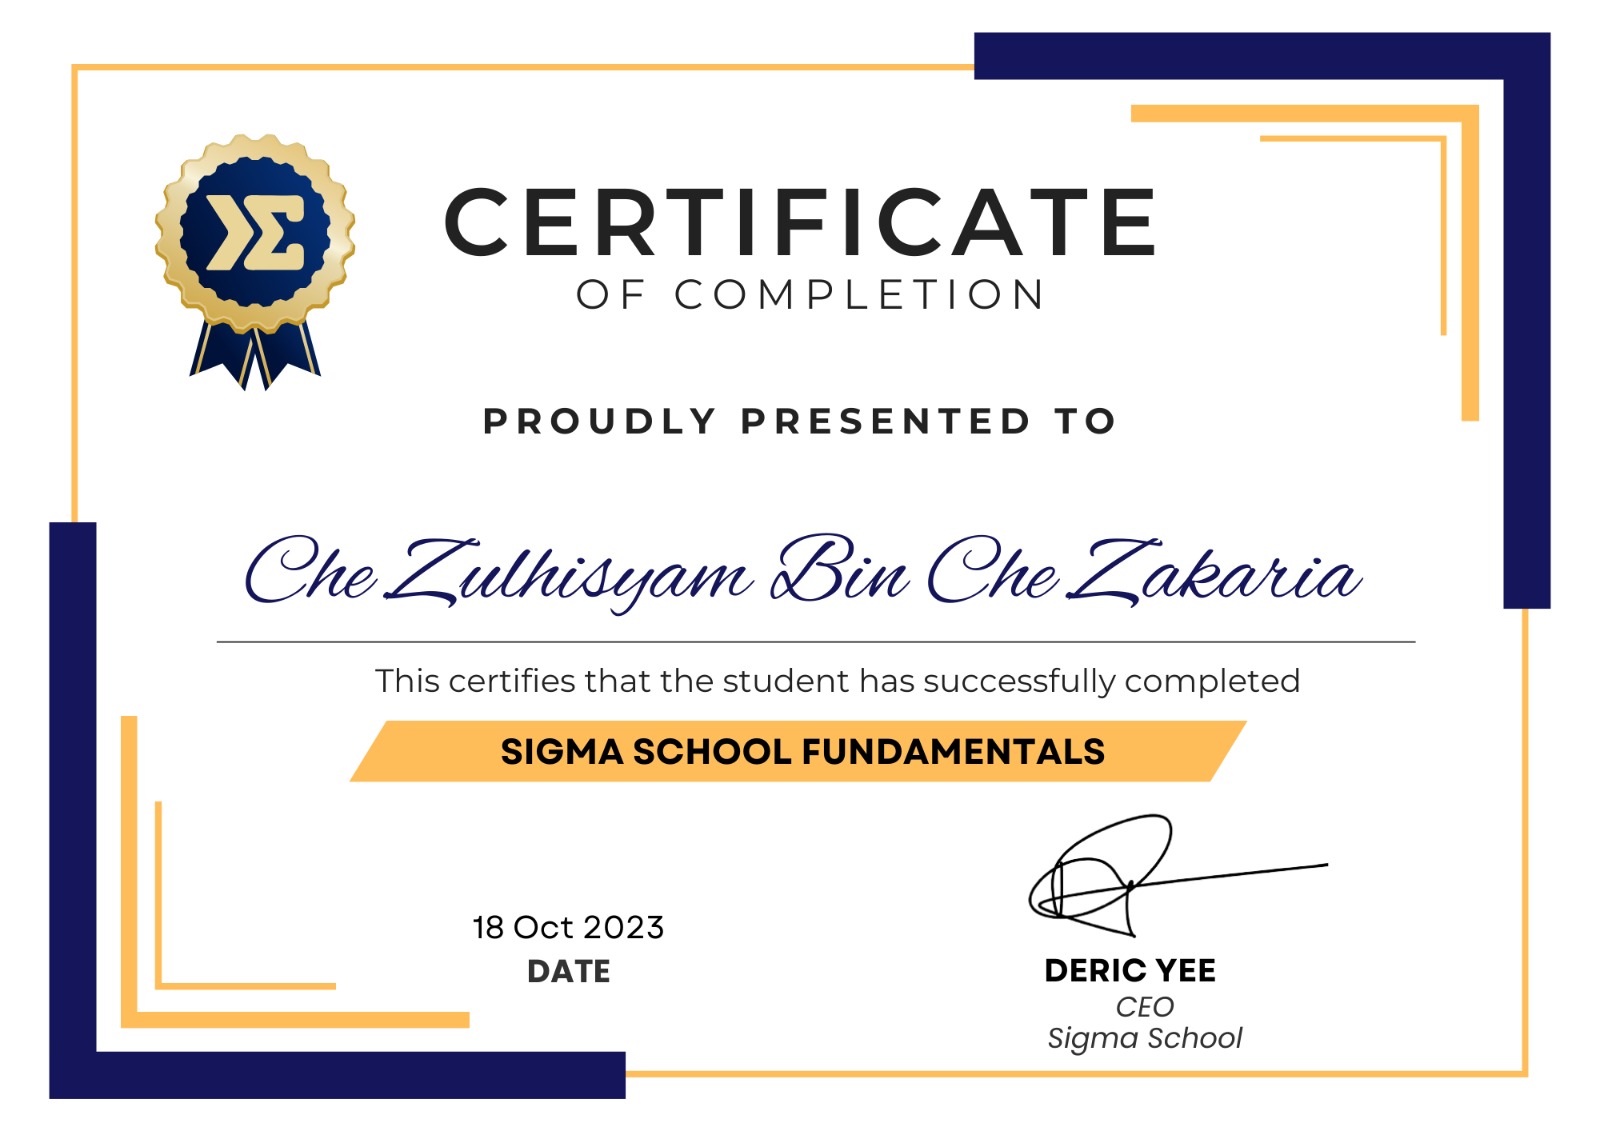 CERTIFICATE
OF COMPLETION
PROUDLY PRESENTED TO
Che Zulhisyam Bin Che Zakaria
This certifies that the student has successfully completed
SIGMA SCHOOL FUNDAMENTALS
18 Oct 2023
DATE
DERIC YEE
CEO
Sigma School